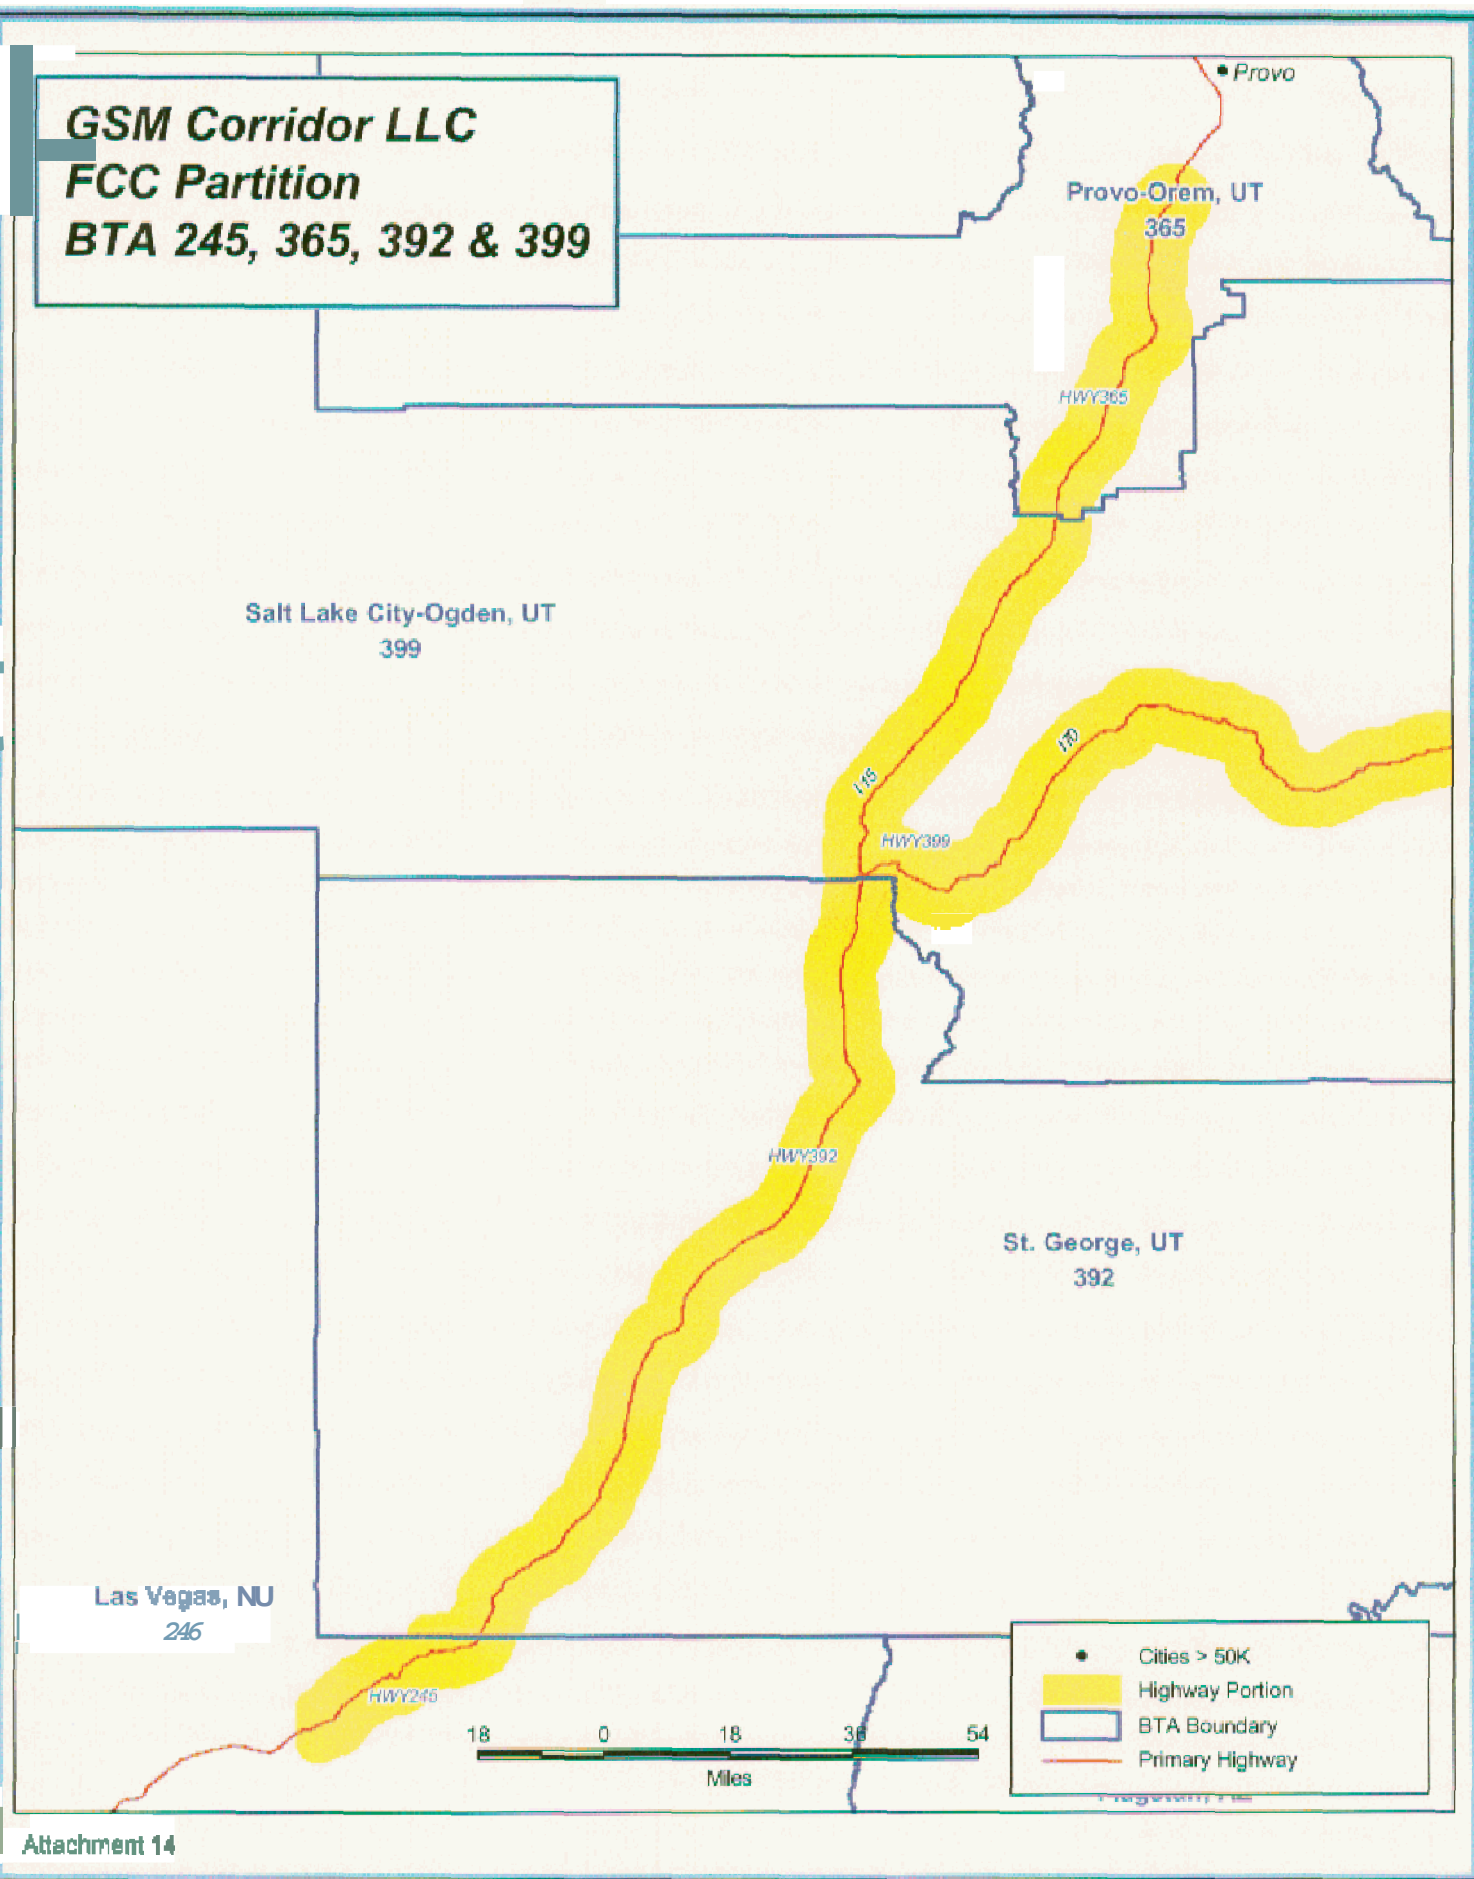 GSM Corridor LLC
FCC Partition
BTA 245, 365, 392 & 399
Provo
Provo-Orem, UT
365
HWY365
Salt Lake City-Ogden, UT
399
I70
I15
HWY399
HWY392
St. George, UT
392
Las Vegas, NU
246
HWY245
18 0 18 36 54
Miles
Cities > 50K
Highway Portion
BTA Boundary
Primary Highway
Attachment 14